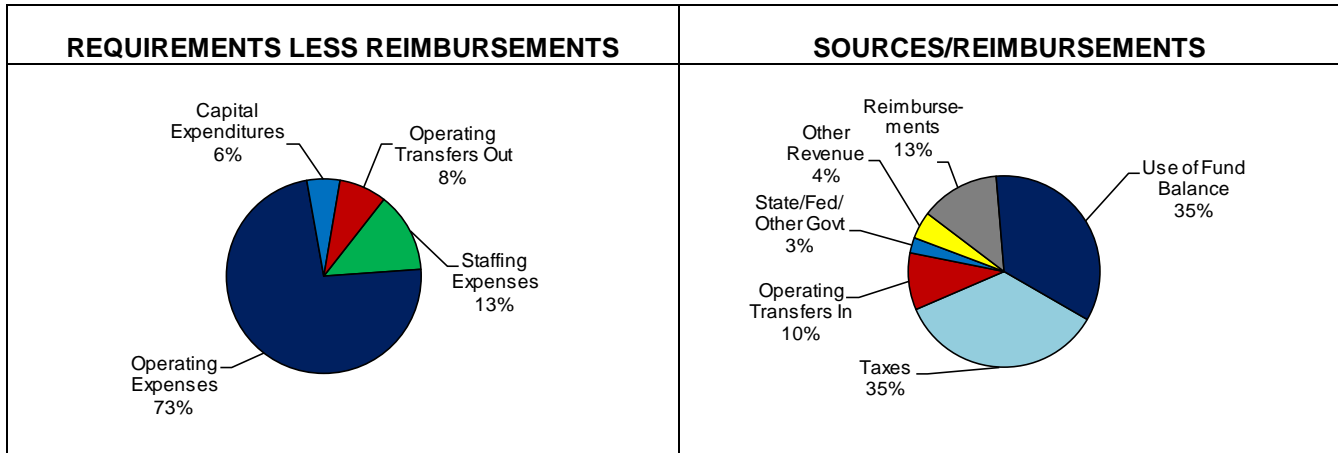 REQUIREMENTS LESS REIMBURSEMENTS
Capital
Expenditures
6%
Operating
Transfers Out
8%
Staffing
Expenses
13%
Operating
Expenses
73%
SOURCES/REIMBURSEMENTS
Reimburse-
ments
13%
Other
Revenue
4%
State/Fed/
Other Govt
3%
Operating
Transfers In
10%
Taxes
35%
Use of Fund
Balance
35%